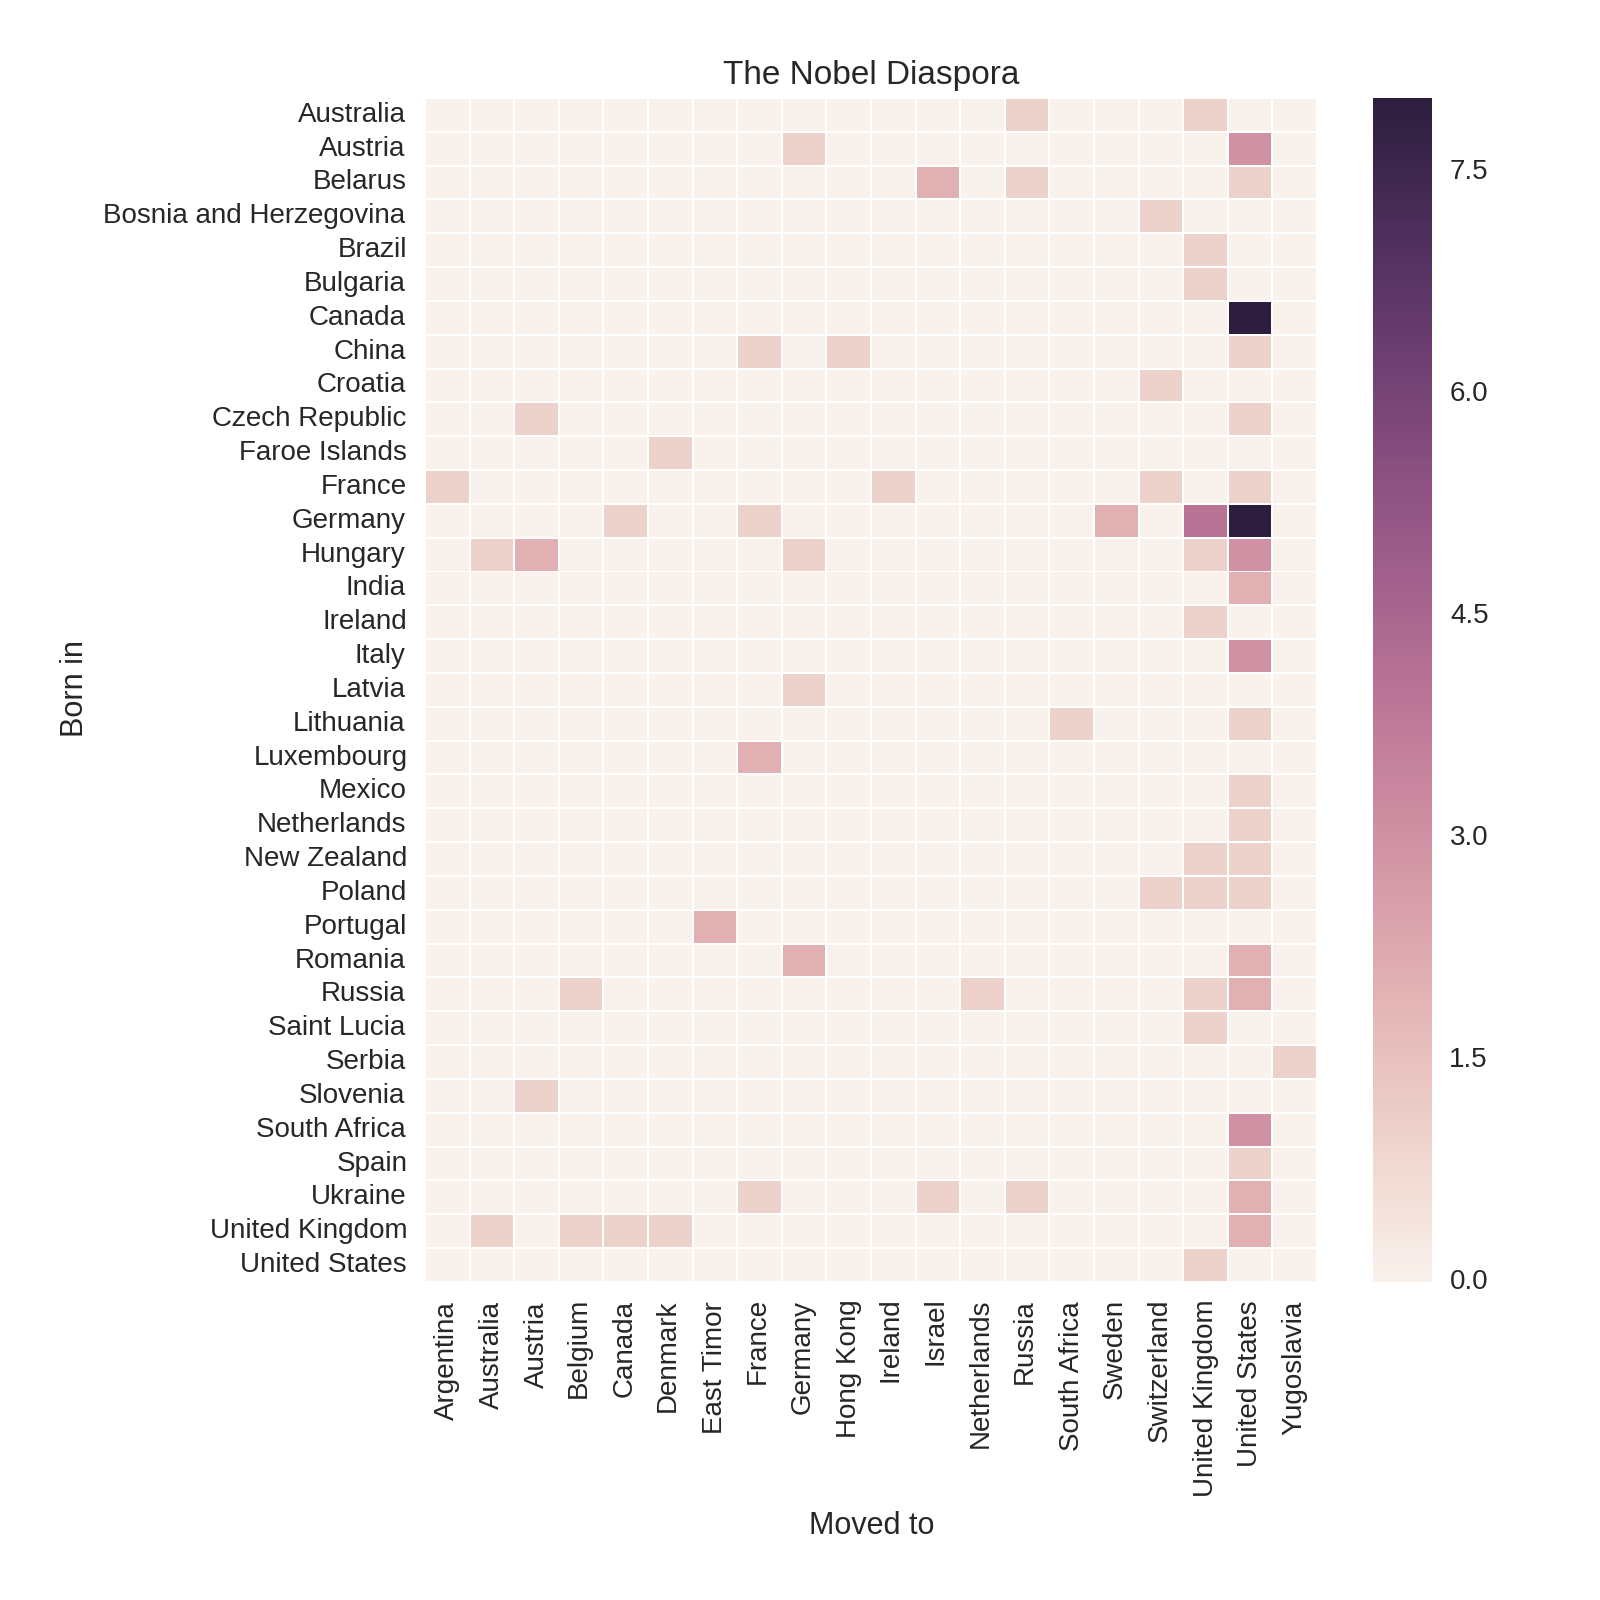 The Nobel Diaspora
Australia
Austria
Belarus
Bosnia and Herzegovina
Brazil
Bulgaria
Canada
China
Croatia
Czech Republic
Faroe Islands
France
Germany
Hungary
India
Ireland
Italy
Latvia
Lithuania
Luxembourg
Mexico
Netherlands
New Zealand
Poland
Portugal
Romania
Russia
Saint Lucia
Serbia
Slovenia
South Africa
Spain
Ukraine
United Kingdom
United States
Born in
Argentina
Australia
Austria
Belgium
Canada
Denmark
East Timor
France
Germany
Hong Kong
Ireland
Israel
Netherlands
Russia
South Africa
Sweden
Switzerland
United Kingdom
United States
Yugoslavia
Moved to
7.5
6.0
4.5
3.0
1.5
0.0